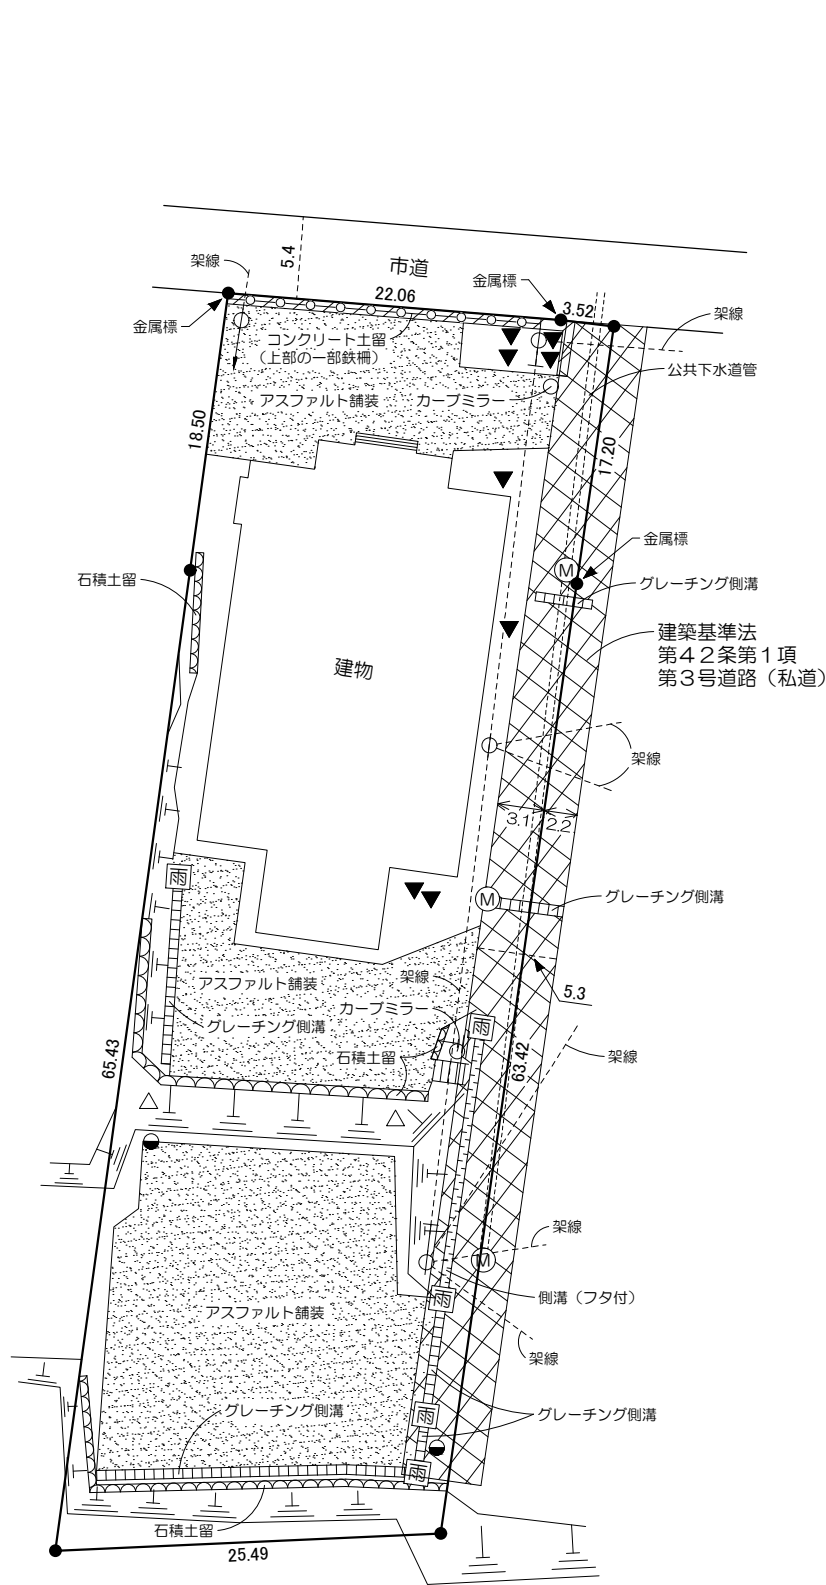 架線
5.4
市道
金属標
22.06
3.52
架線
金属標
コンクリート土留
（上部の一部鉄柵）
公共下水道管
アスファルト舗装
カーブミラー
18.50
17.20
金属標
M
石積土留
グレーチング側溝
建築基準法
第４２条第１項
第３号道路（私道）
建物
架線
3.1
2.2
雨
M
グレーチング側溝
架線
アスファルト舗装
5.3
カーブミラー
グレーチング側溝
雨
石積土留
65.43
63.42
架線
架線
M
側溝（フタ付）
雨
アスファルト舗装
架線
グレーチング側溝
雨
グレーチング側溝
雨
石積土留
25.49